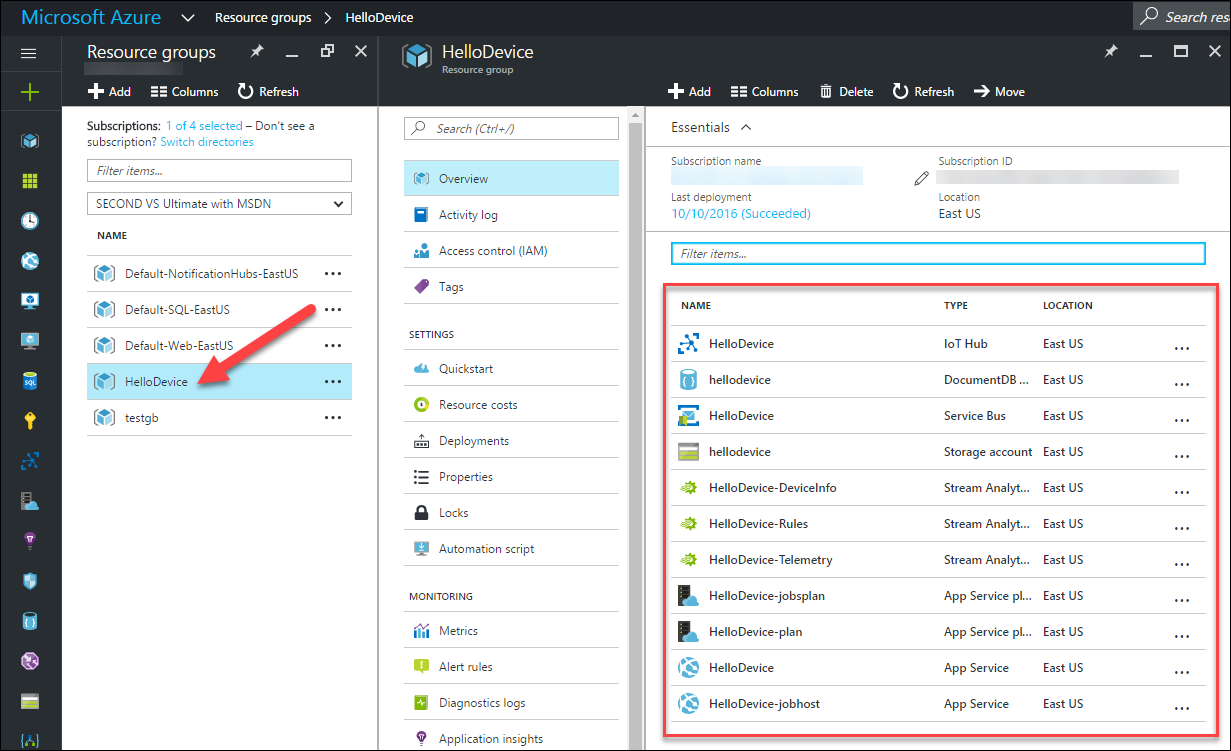 Microsoft Azure
Resource groups
HelloDevice
Search res
Resource groups
Add
Columns
Refresh
Subscriptions: 1 of 4 selected – Don't see a
subscription? Switch directories
Filter items...
SECOND VS Ultimate with MSDN
NAME
Default-NotificationHubs-EastUS
Default-SQL-EastUS
Default-Web-EastUS
HelloDevice
testgb
HelloDevice
Resource group
Search (Ctrl+/)
Overview
Activity log
Access control (IAM)
Tags
SETTINGS
Quickstart
Resource costs
Deployments
Properties
Locks
Automation script
MONITORING
Metrics
Alert rules
Diagnostics logs
Application insights
Add
Columns
Delete
Refresh
Move
Essentials
Subscription name
Subscription ID
Last deployment
Location
10/10/2016 (Succeeded)
East US
Filter items...
NAME TYPE LOCATION
HelloDevice IoT Hub East US ...
hellodevice DocumentDB ... East US ...
HelloDevice Service Bus East US ...
hellodevice Storage account East US ...
HelloDevice-DeviceInfo Stream Analyt... East US ...
HelloDevice-Rules Stream Analyt... East US ...
HelloDevice-Telemetry Stream Analyt... East US ...
HelloDevice-jobsplan App Service pl... East US ...
HelloDevice-plan App Service pl... East US ...
HelloDevice App Service East US ...
HelloDevice-jobhost App Service East US ...